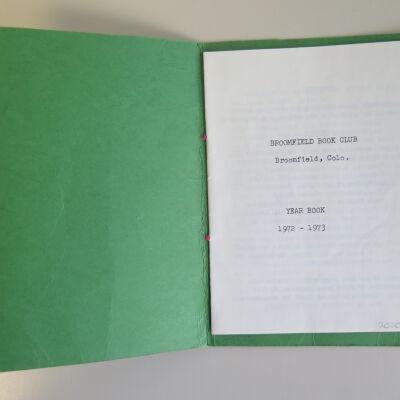 BROOMFIELD BOOK CLUB
Broomfield, Colo.
YEAR BOOK
1972 - 1973